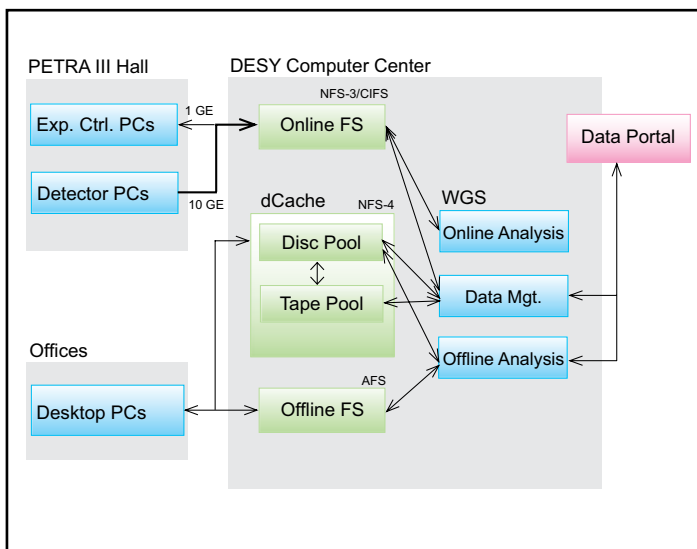 PETRA III Hall
DESY Computer Center
NFS-3/CIFS
Exp. Ctrl. PCs
1 GE
Online FS
Data Portal
Detector PCs
10 GE
dCache
NFS-4
WGS
Disc Pool
Online Analysis
Tape Pool
Data Mgt.
Offices
Offline Analysis
AFS
Desktop PCs
Offline FS